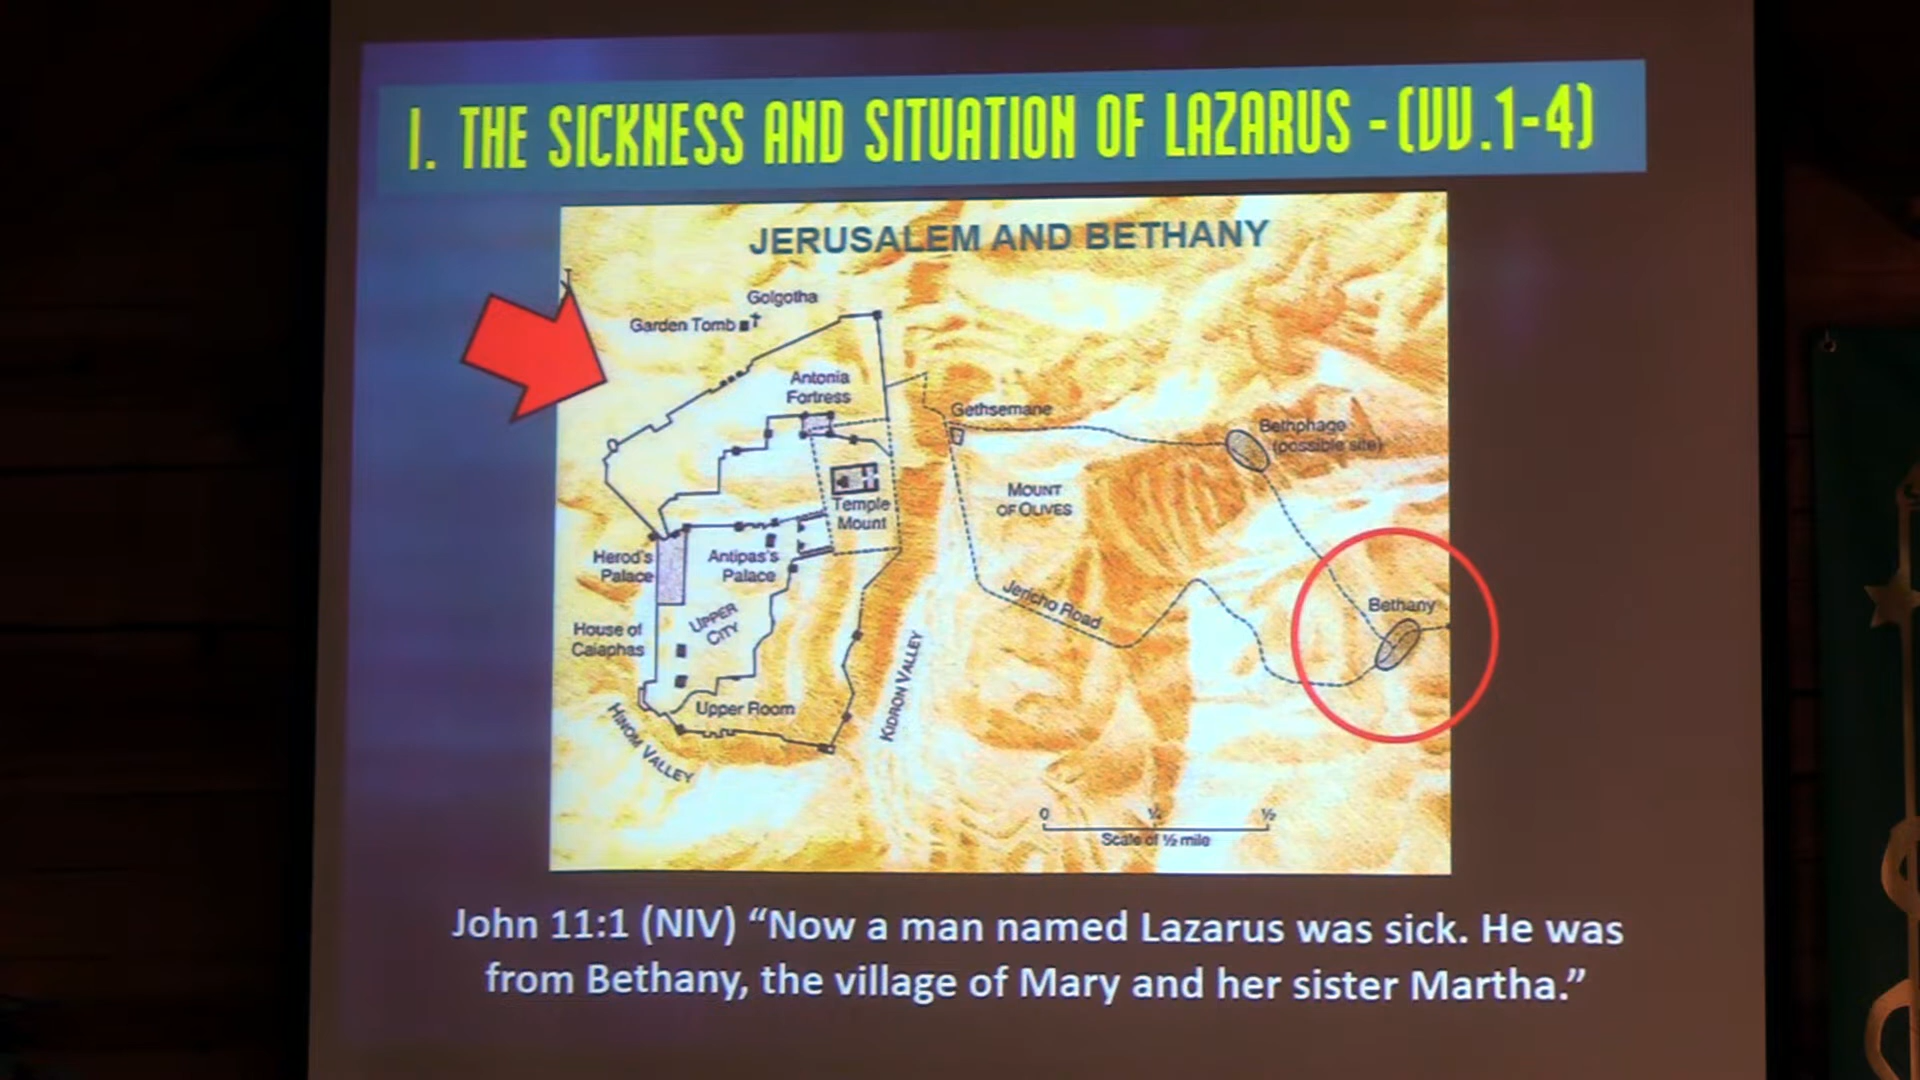 I. THE SICKNESS AND SITUATION OF LAZARUS - (VV.1-4)
JERUSALEM AND BETHANY
Golgotha
Garden Tomb
Antonia
Fortress
Gethsemane
Bethphage
(possible site)
Temple
Mount
MOUNT
OF OLIVES
Herod's
Palace
Antipas's
Palace
Bethany
Jericho Road
UPPER
CITY
House of
Caiaphas
Upper Room
HINOM VALLEY
KIDRON VALLEY
0 ¼ ½
Scale of ½ mile
John 11:1 (NIV) “Now a man named Lazarus was sick. He was
from Bethany, the village of Mary and her sister Martha.”